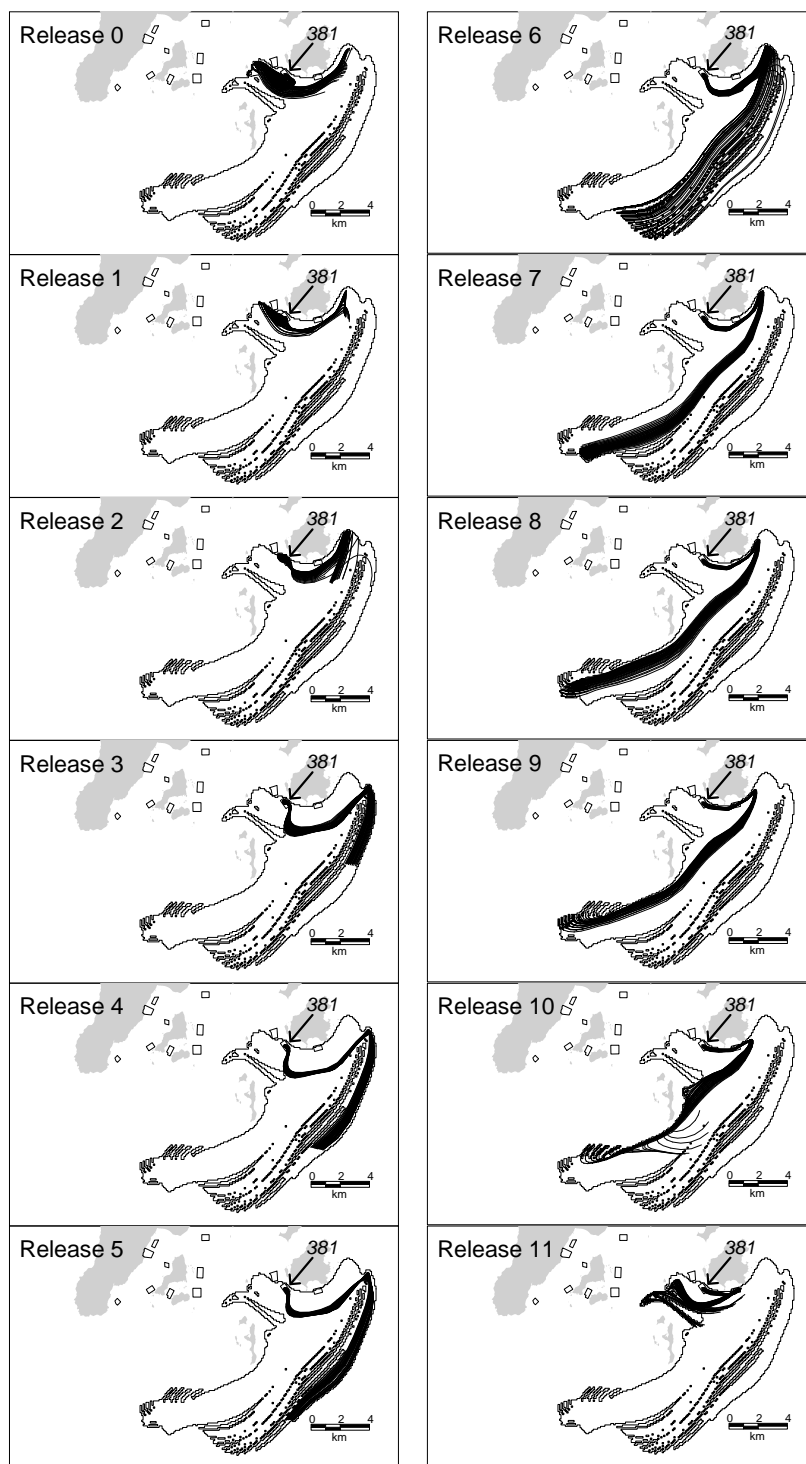 Release 0
381
0 2 4
km
Release 1
381
0 2 4
km
Release 2
381
0 2 4
km
Release 3
381
0 2 4
km
Release 4
381
0 2 4
km
Release 5
381
0 2 4
km
Release 6
381
0 2 4
km
Release 7
381
0 2 4
km
Release 8
381
0 2 4
km
Release 9
381
0 2 4
km
Release 10
381
0 2 4
km
Release 11
381
0 2 4
km